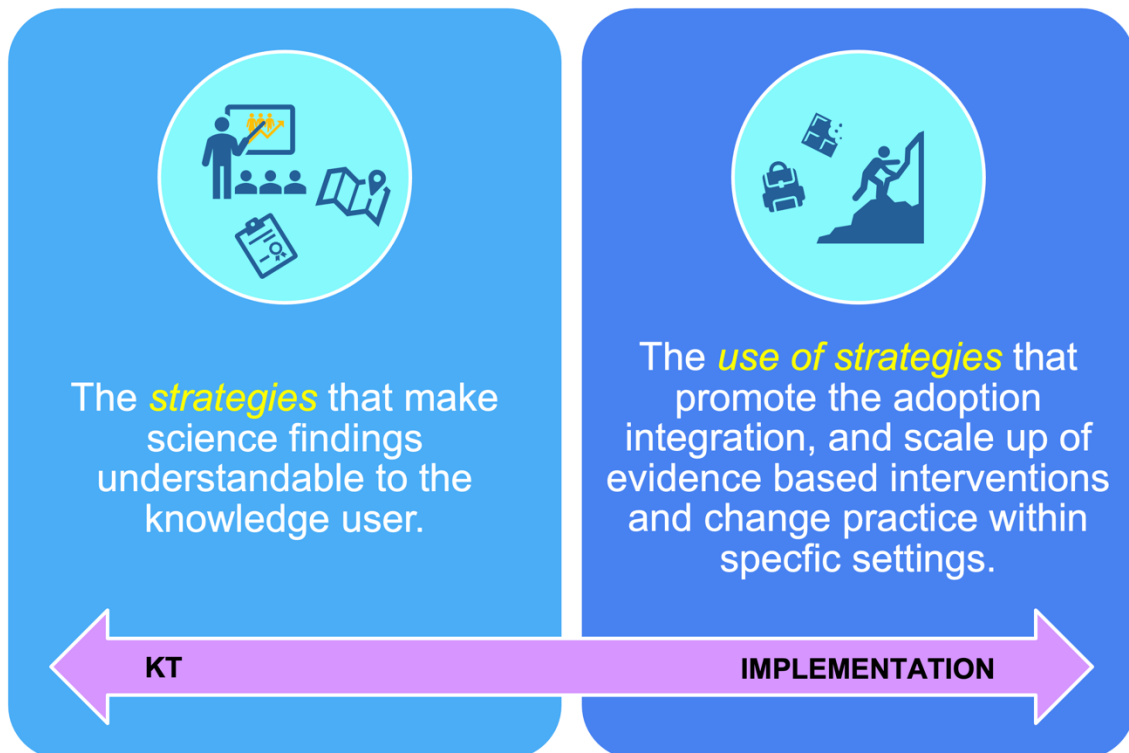 The strategies that make
science findings
understandable to the
knowledge user.
The use of strategies that
promote the adoption
integration, and scale up of
evidence based interventions
and change practice within
specfic settings.
KT
IMPLEMENTATION